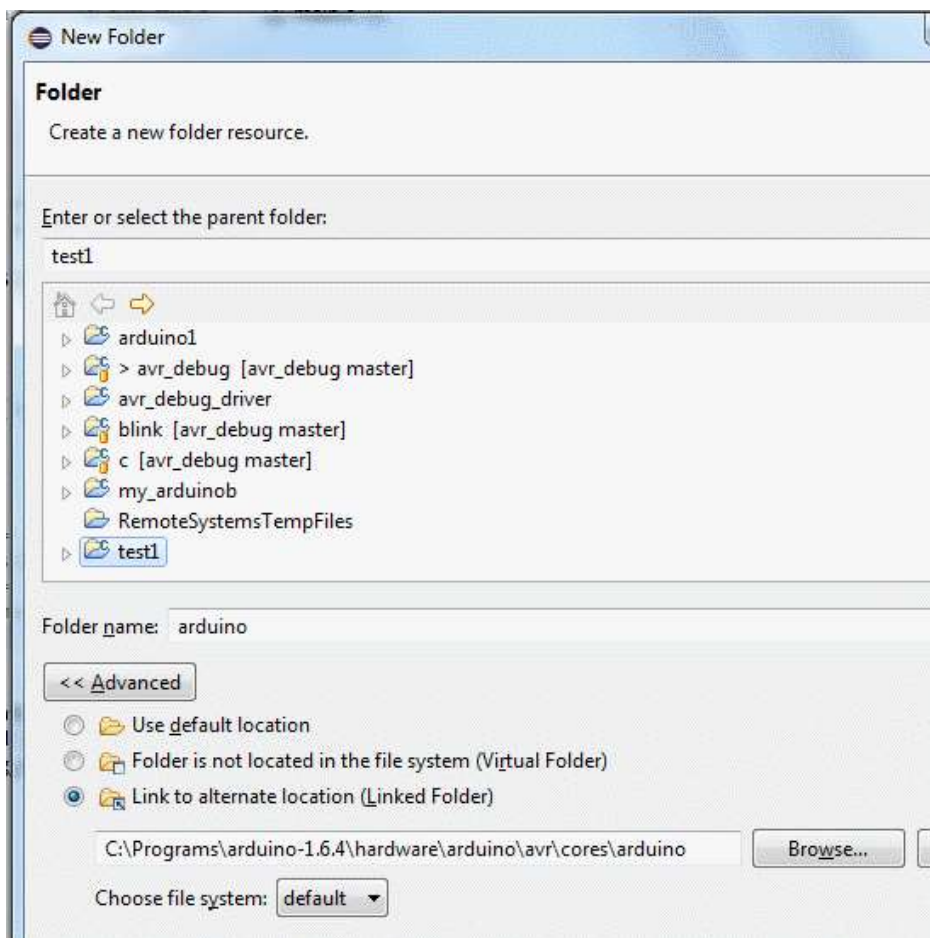 New Folder
Folder
Create a new folder resource.
Enter or select the parent folder:
test1
arduino1
> avr_debug [avr_debug master]
avr_debug_driver
blink [avr_debug master]
c [avr_debug master]
my_arduinob
RemoteSystemsTempFiles
test1
Folder name: arduino
<< Advanced
Use default location
Folder is not located in the file system (Virtual Folder)
Link to alternate location (Linked Folder)
C:\Programs\arduino-1.6.4\hardware\arduino\avr\cores\arduino Browse...
Choose file system: default